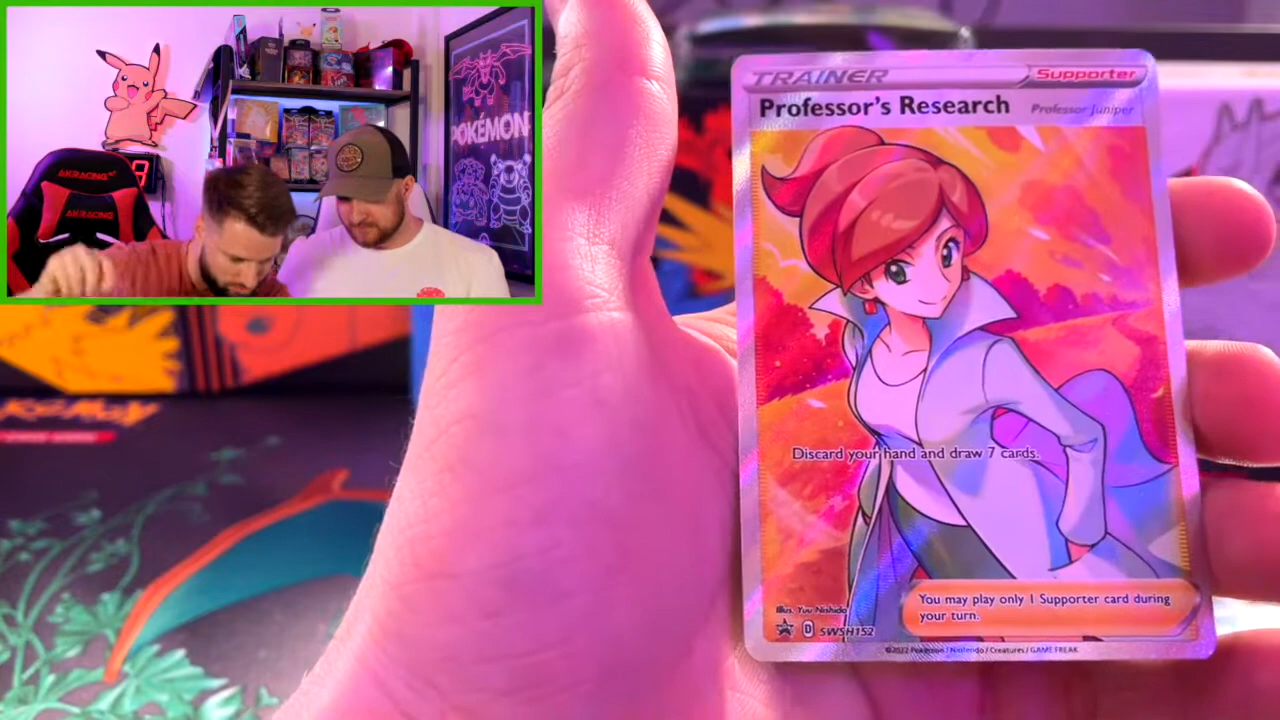 AKRACING
AKRACING
POKÉMON
TRAINER
Supporter
Professor's Research
Professor Juniper
Discard your hand and draw 7 cards.
You may play only 1 Supporter card during
your turn.
Illus. Yuu Nishida
D SWSH152
©2022 Pokémon / Nintendo / Creatures / GAME FREAK